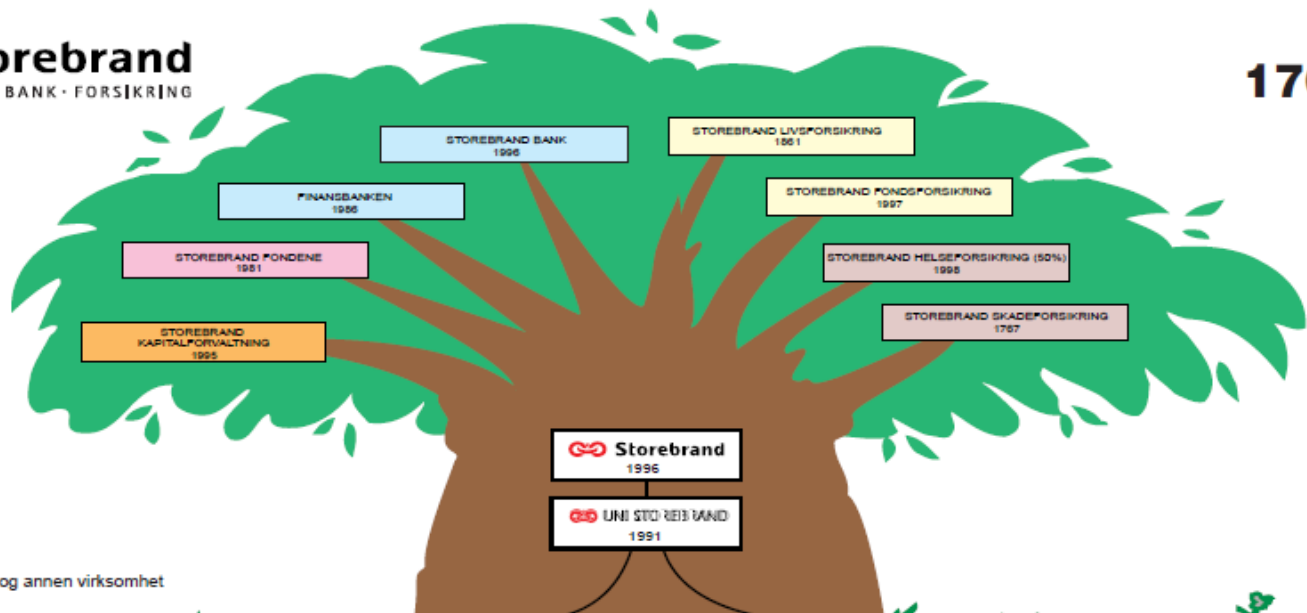 orebrand
BANK · FORSIKRING
176
STOREBRAND BANK
1996
STOREBRAND LIVSFORSIKRING
1861
FINANSBANKEN
1986
STOREBRAND FONDSFORSIKRING
1997
STOREBRAND FONDENE
1981
STOREBRAND HELSEFORSIKRING (50%)
1998
STOREBRAND SKADEFORSIKRING
1767
STOREBRAND
KAPITALFORVALTNING
1995
Storebrand
1996
UNI STOREBRAND
1991
og annen virksomhet